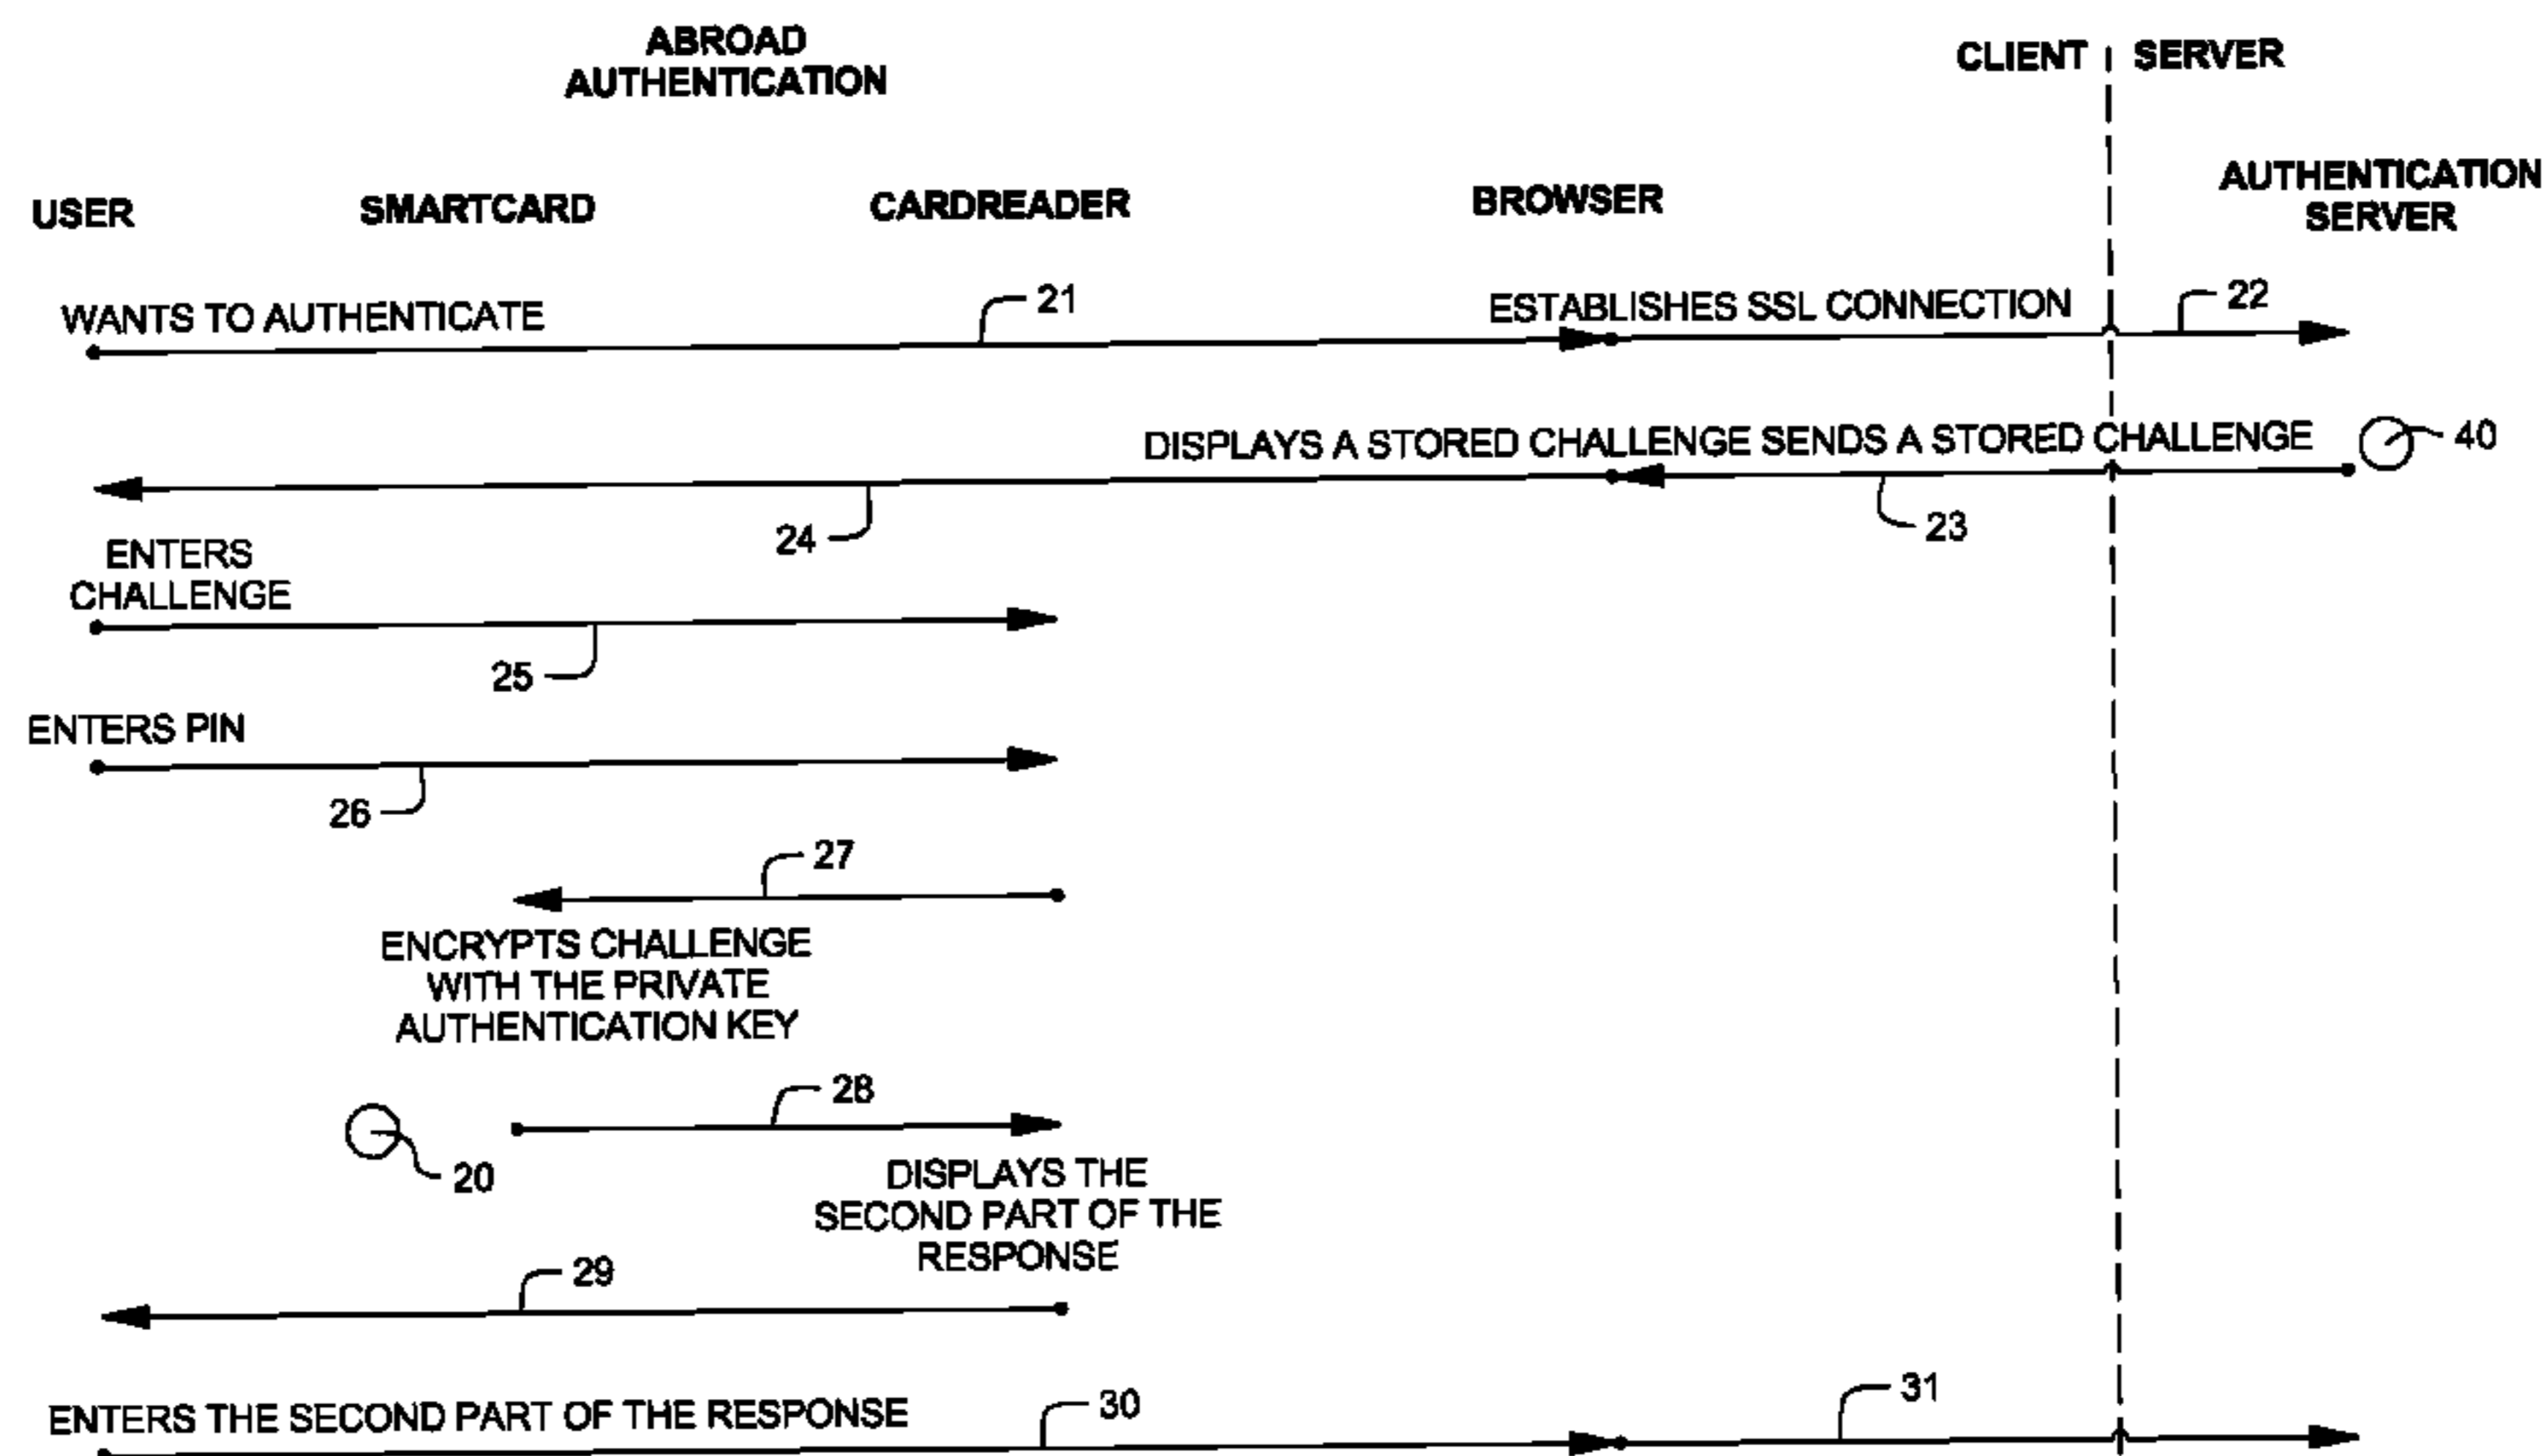 ABROAD
AUTHENTICATION
CLIENT SERVER
USER SMARTCARD CARDREADER BROWSER AUTHENTICATION
SERVER
WANTS TO AUTHENTICATE 21 ESTABLISHES SSL CONNECTION 22
DISPLAYS A STORED CHALLENGE SENDS A STORED CHALLENGE 40
24 23
ENTERS
CHALLENGE
25
ENTERS PIN
26
27
ENCRYPTS CHALLENGE
WITH THE PRIVATE
AUTHENTICATION KEY
28
20
DISPLAYS THE
SECOND PART OF THE
RESPONSE
29
ENTERS THE SECOND PART OF THE RESPONSE 30 31